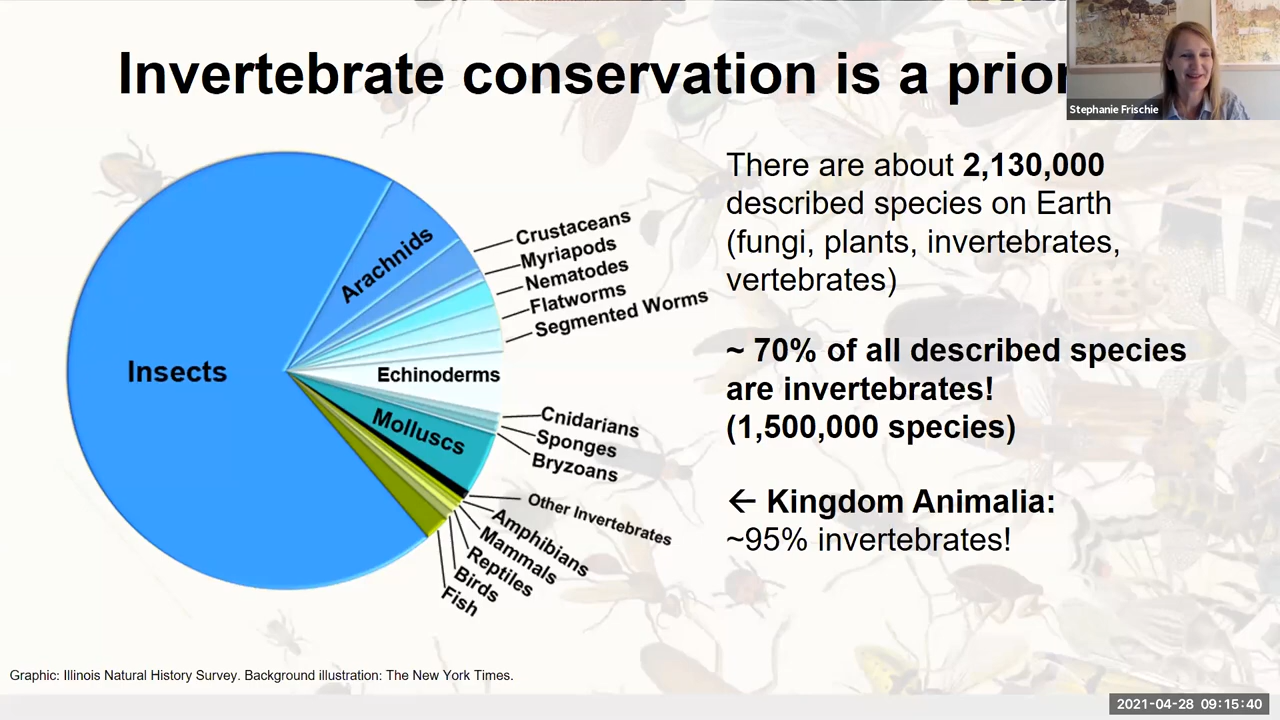 Invertebrate conservation is a prior
Stephanie Frischie
There are about 2,130,000
described species on Earth
(fungi, plants, invertebrates,
vertebrates)
~ 70% of all described species
are invertebrates!
(1,500,000 species)
← Kingdom Animalia:
~95% invertebrates!
Insects
Arachnids
Crustaceans
Myriapods
Nematodes
Flatworms
Segmented Worms
Echinoderms
Molluscs
Cnidarians
Sponges
Bryzoans
Other Invertebrates
Amphibians
Mammals
Reptiles
Birds
Fish
Graphic: Illinois Natural History Survey. Background illustration: The New York Times.
2021-04-28 09:15:40